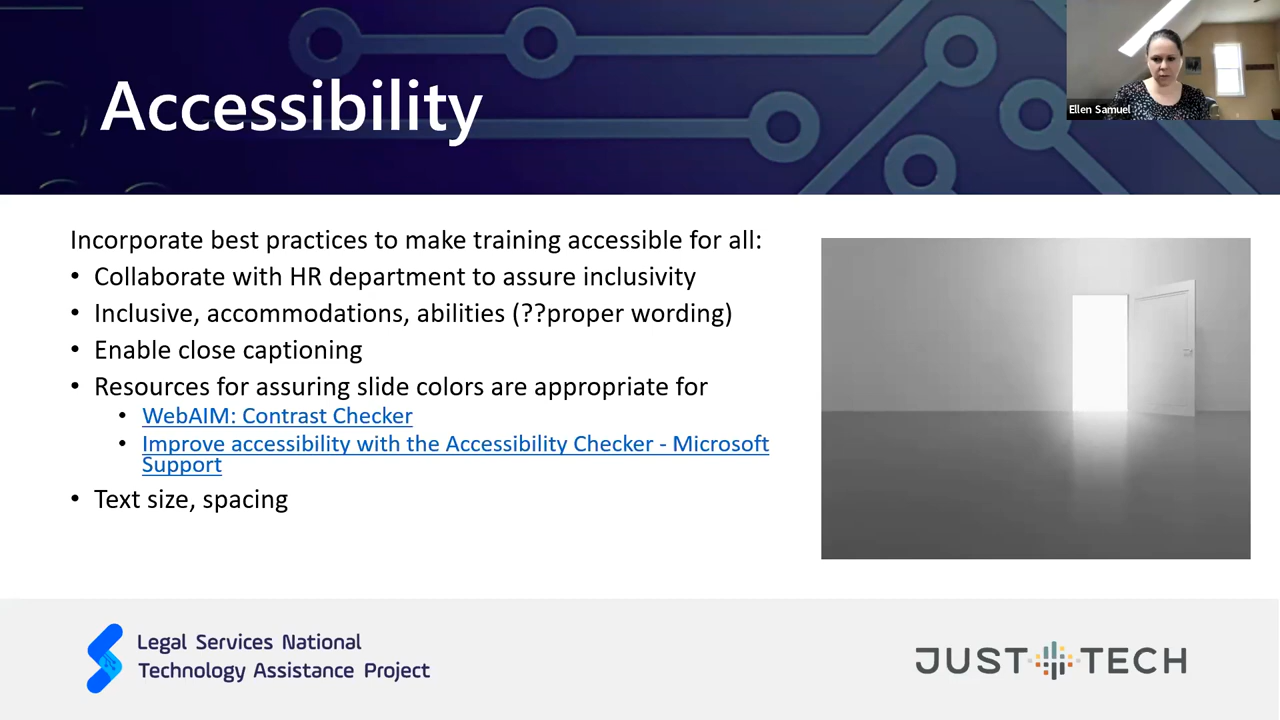 Accessibility
Ellen Samuel
Incorporate best practices to make training accessible for all:
• Collaborate with HR department to assure inclusivity
• Inclusive, accommodations, abilities (??proper wording)
• Enable close captioning
• Resources for assuring slide colors are appropriate for
• WebAIM: Contrast Checker
• Improve accessibility with the Accessibility Checker - Microsoft
Support
• Text size, spacing
Legal Services National
Technology Assistance Project
JUST TECH